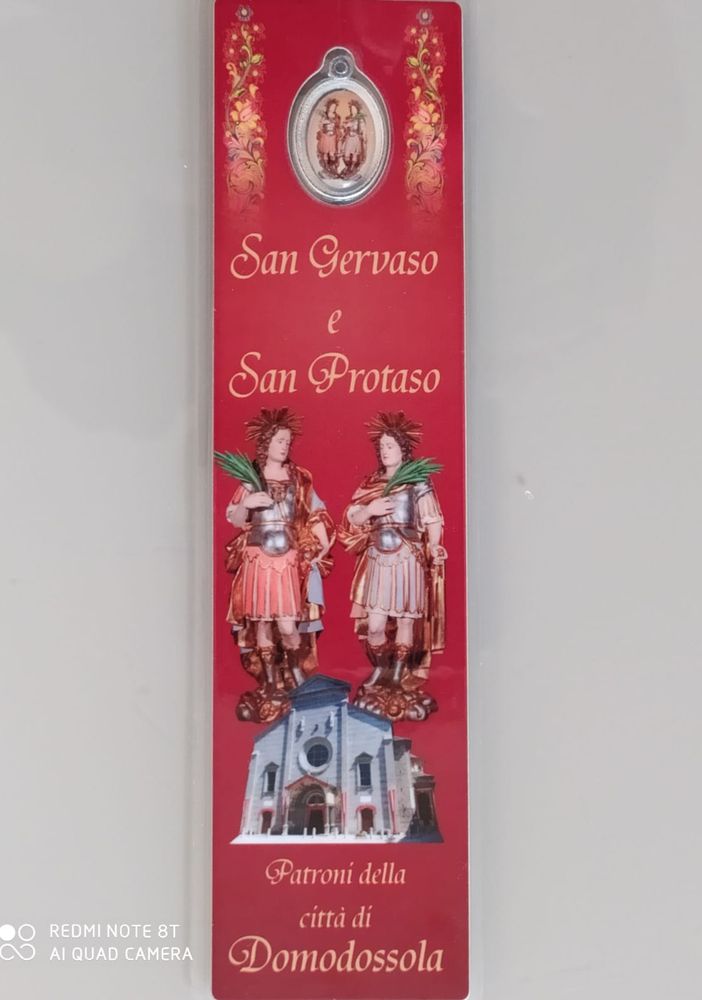 San Gervaso
e
San Protaso
Patroni della
città di
Domodossola
REDMI NOTE 8T
AI QUAD CAMERA